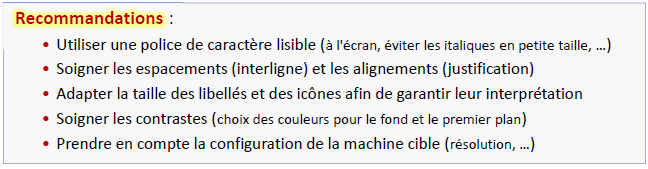 Recommandations :
• Utiliser une police de caractère lisible (à l'écran, éviter les italiques en petite taille, ...)
• Soigner les espacements (interligne) et les alignements (justification)
• Adapter la taille des libellés et des icônes afin de garantir leur interprétation
• Soigner les contrastes (choix des couleurs pour le fond et le premier plan)
• Prendre en compte la configuration de la machine cible (résolution, ...)